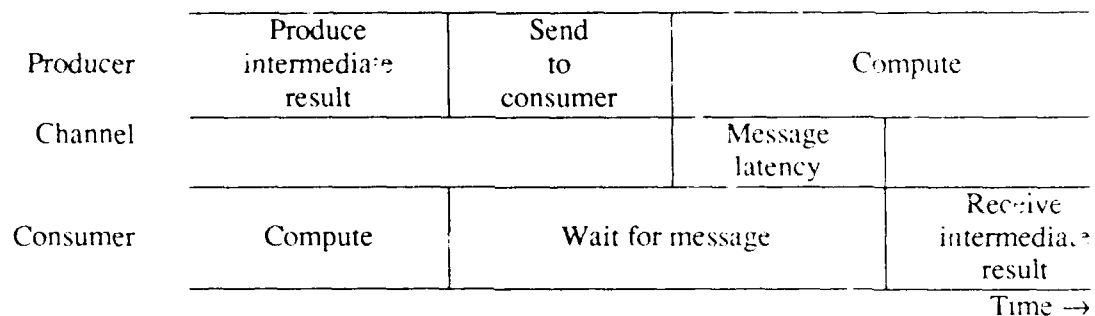 Produce
Send
Producer
intermediate
to
Compute
result
consumer
Channel
Message
latency
Receive
Consumer
Compute
Wait for message
intermediate
result
Time →